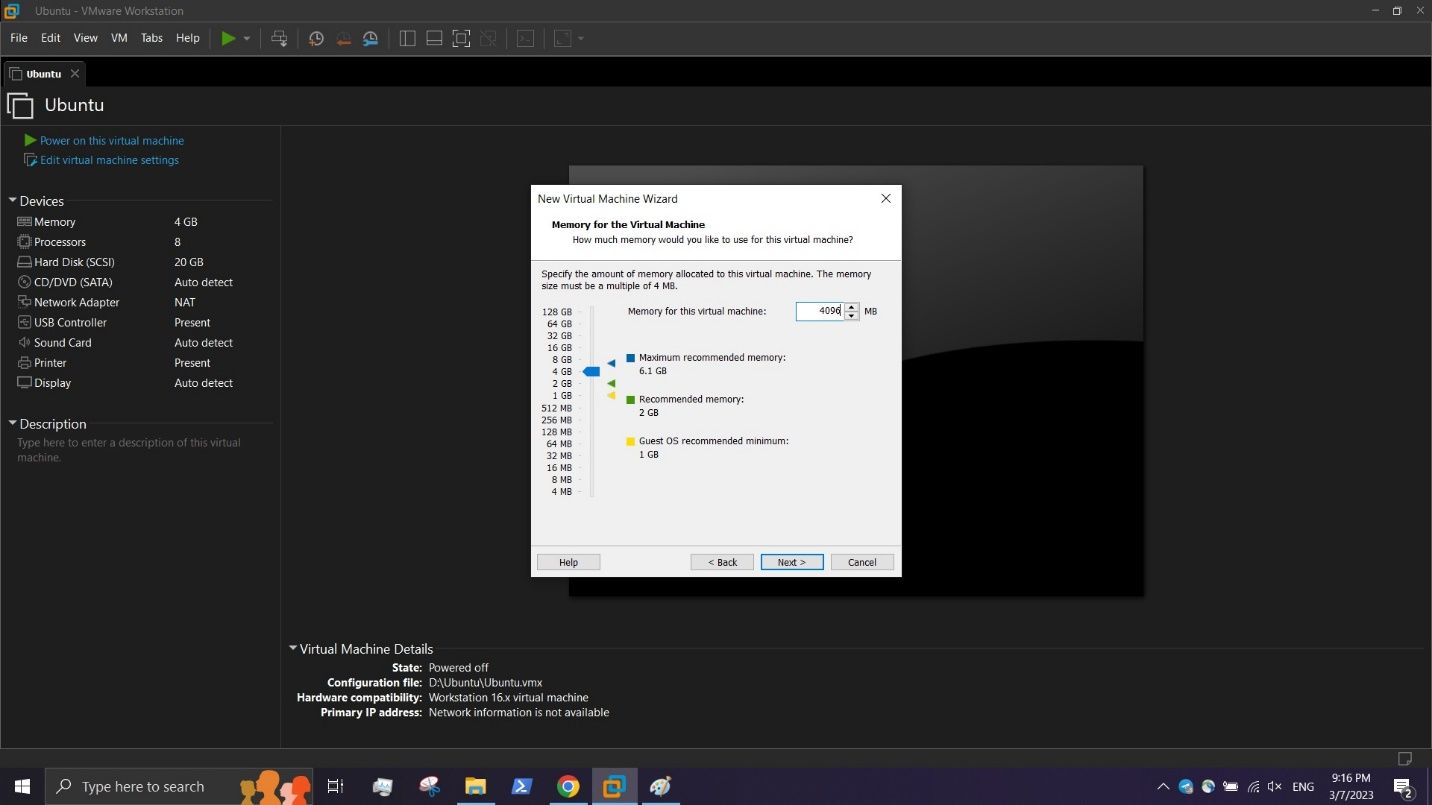 Ubuntu - VMware Workstation
File Edit View VM Tabs Help
Ubuntu
Ubuntu
Power on this virtual machine
Edit virtual machine settings
Devices
Memory 4 GB
Processors 8
Hard Disk (SCSI) 20 GB
CD/DVD (SATA) Auto detect
Network Adapter NAT
USB Controller Present
Sound Card Auto detect
Printer Present
Display Auto detect
Description
Type here to enter a description of this virtual
machine.
New Virtual Machine Wizard
Memory for the Virtual Machine
How much memory would you like to use for this virtual machine?
Specify the amount of memory allocated to this virtual machine. The memory
size must be a multiple of 4 MB.
128 GB
64 GB
32 GB
16 GB
8 GB
4 GB
2 GB
1 GB
512 MB
256 MB
128 MB
64 MB
32 MB
16 MB
8 MB
4 MB
Memory for this virtual machine: 4096 MB
Maximum recommended memory:
6.1 GB
Recommended memory:
2 GB
Guest OS recommended minimum:
1 GB
Help < Back Next > Cancel
Virtual Machine Details
State: Powered off
Configuration file: D:\Ubuntu\Ubuntu.vmx
Hardware compatibility: Workstation 16.x virtual machine
Primary IP address: Network information is not available
Type here to search
ENG
9:16 PM
3/7/2023
2